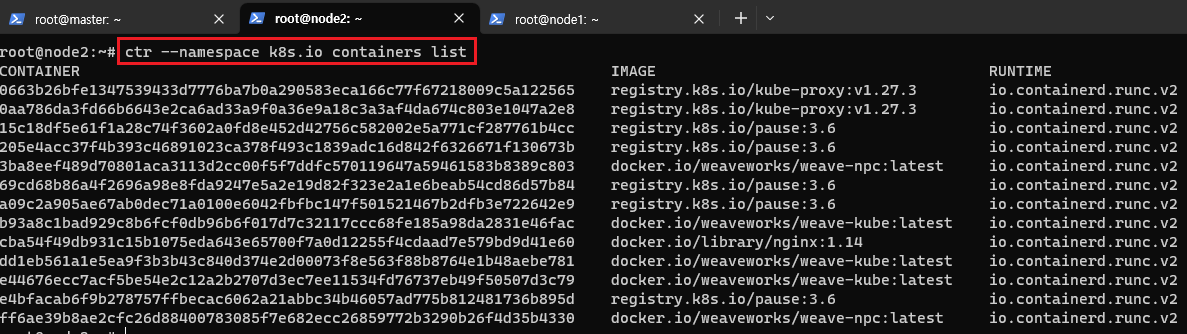 root@master: ~ root@node2: ~ root@node1: ~
root@node2:~# ctr --namespace k8s.io containers list
CONTAINER IMAGE RUNTIME
0663b26bfe1347539433d7776ba7b0a290583eca166c77f67218009c5a122565 registry.k8s.io/kube-proxy:v1.27.3 io.containerd.runc.v2
0aa786da3fd66b6643e2ca6ad33a9f0a36e9a18c3a3af4da674c803e1047a2e8 registry.k8s.io/kube-proxy:v1.27.3 io.containerd.runc.v2
15c18df5e61f1a28c74f3602a0fd8e452d42756c582002e5a771cf287761b4cc registry.k8s.io/pause:3.6 io.containerd.runc.v2
205e4acc37f4b393c46891023ca378f493c1839adc16d842f6326671f130673b registry.k8s.io/pause:3.6 io.containerd.runc.v2
3ba8eef489d70801aca3113d2cc00f5f7ddfc570119647a59461583b8389c803 docker.io/weaveworks/weave-npc:latest io.containerd.runc.v2
69cd68b86a4f2696a98e8fda9247e5a2e19d82f323e2a1e6beab54cd86d57b84 registry.k8s.io/pause:3.6 io.containerd.runc.v2
a09c2a905ae67ab0dec71a0100e6042fbfbc147f501521467b2dfb3e722642e9 registry.k8s.io/pause:3.6 io.containerd.runc.v2
b93a8c1bad929c8b6fcf0db96b6f017d7c32117ccc68fe185a98da2831e46fac docker.io/weaveworks/weave-kube:latest io.containerd.runc.v2
cba54f49db931c15b1075eda643e65700f7a0d12255f4cdaad7e579bd9d41e60 docker.io/library/nginx:1.14 io.containerd.runc.v2
dd1eb561a1e5ea9f3b3b43c840d374e2d00073f8e563f88b8764e1b48aebe781 docker.io/weaveworks/weave-kube:latest io.containerd.runc.v2
e44676ecc7acf5be54e2c12a2b2707d3ec7ee11534fd76737eb49f50507d3c79 docker.io/weaveworks/weave-kube:latest io.containerd.runc.v2
e4bfacab6f9b278757ffbecac6062a21abbc34b46057ad775b812481736b895d registry.k8s.io/pause:3.6 io.containerd.runc.v2
ff6ae39b8ae2cfc26d88400783085f7e682ecc26859772b3290b26f4d35b4330 docker.io/weaveworks/weave-npc:latest io.containerd.runc.v2